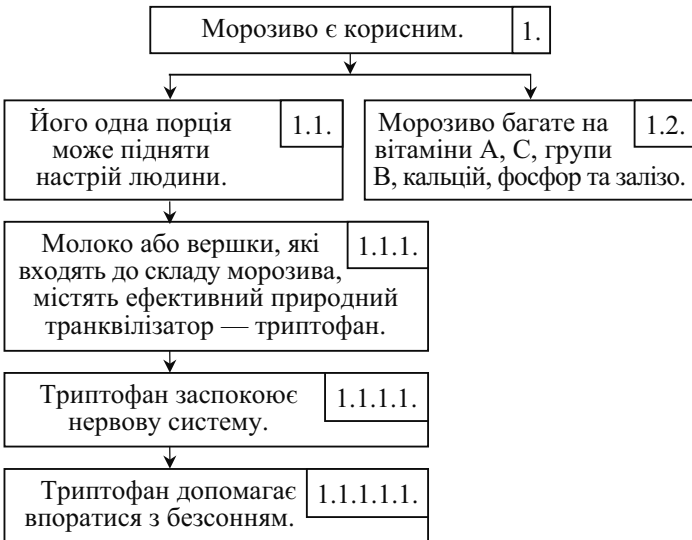 Морозиво є корисним. 1.
Його одна порція 1.1.
може підняти
настрій людини.
Морозиво багате на 1.2.
вітаміни А, С, групи
В, кальцій, фосфор та залізо.
Молоко або вершки, які 1.1.1.
входять до складу морозива,
містять ефективний природний
транквілізатор — триптофан.
Триптофан заспокоює 1.1.1.1.
нервову систему.
Триптофан допомагає 1.1.1.1.1.
впоратися з безсонням.